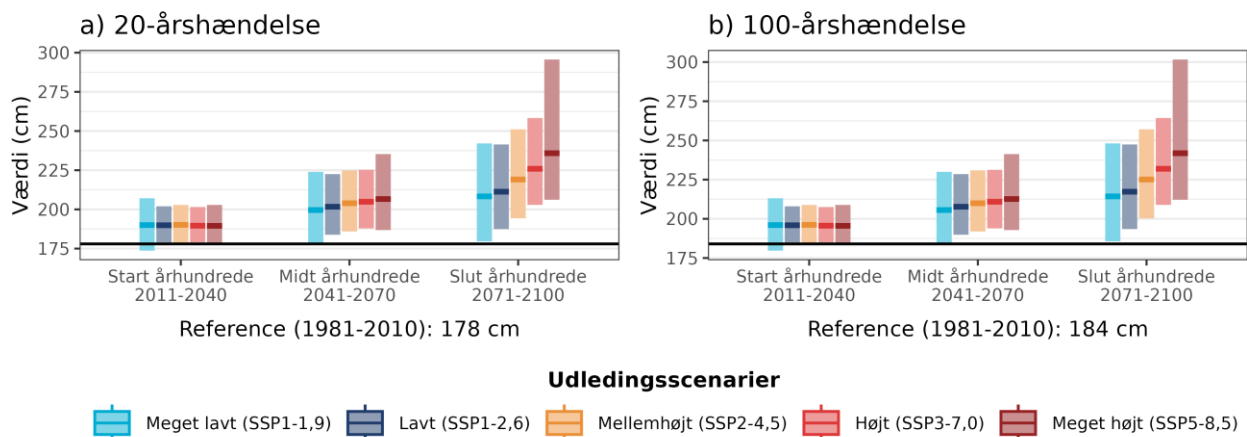 a) 20-årshændelse
Værdi (cm)
300
275
250
225
200
175
Start århundrede
2011-2040
Midt århundrede
2041-2070
Slut århundrede
2071-2100
Reference (1981-2010): 178 cm
b) 100-årshændelse
Værdi (cm)
300
275
250
225
200
175
Start århundrede
2011-2040
Midt århundrede
2041-2070
Slut århundrede
2071-2100
Reference (1981-2010): 184 cm
Udledingsscenarier
Meget lavt (SSP1-1,9)
Lavt (SSP1-2,6)
Mellemhøjt (SSP2-4,5)
Højt (SSP3-7,0)
Meget højt (SSP5-8,5)